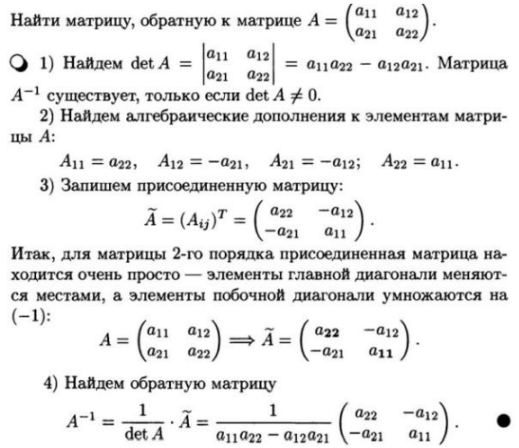 Найти матрицу, обратную к матрице A = (a₁₁ a₁₂ ; a₂₁ a₂₂).
1) Найдем det A = |a₁₁ a₁₂ ; a₂₁ a₂₂| = a₁₁a₂₂ − a₁₂a₂₁. Матрица
A⁻¹ существует, только если det A ≠ 0.
2) Найдем алгебраические дополнения к элементам матри-
цы A:
A₁₁ = a₂₂, A₁₂ = −a₂₁, A₂₁ = −a₁₂; A₂₂ = a₁₁.
3) Запишем присоединенную матрицу:
Ã = (Aᵢⱼ)ᵀ = (a₂₂ −a₁₂ ; −a₂₁ a₁₁).
Итак, для матрицы 2-го порядка присоединенная матрица на-
ходится очень просто — элементы главной диагонали меняют-
ся местами, а элементы побочной диагонали умножаются на
(−1):
A = (a₁₁ a₁₂ ; a₂₁ a₂₂) ⟹ Ã = (a₂₂ −a₁₂ ; −a₂₁ a₁₁).
4) Найдем обратную матрицу
A⁻¹ = 1/det A · Ã = 1/(a₁₁a₂₂ − a₁₂a₂₁) (a₂₂ −a₁₂ ; −a₂₁ a₁₁).